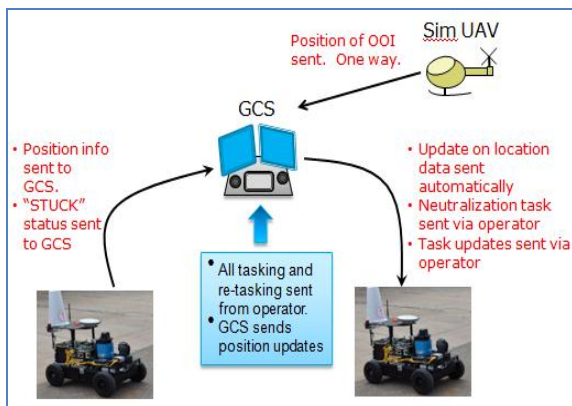 Sim UAV
Position of OOI
sent. One way.
GCS
• Position info
sent to
GCS.
• “STUCK”
status sent
to GCS
• Update on location
data sent
automatically
• Neutralization task
sent via operator
• Task updates sent via
operator
• All tasking and
re-tasking sent
from operator.
• GCS sends
position updates